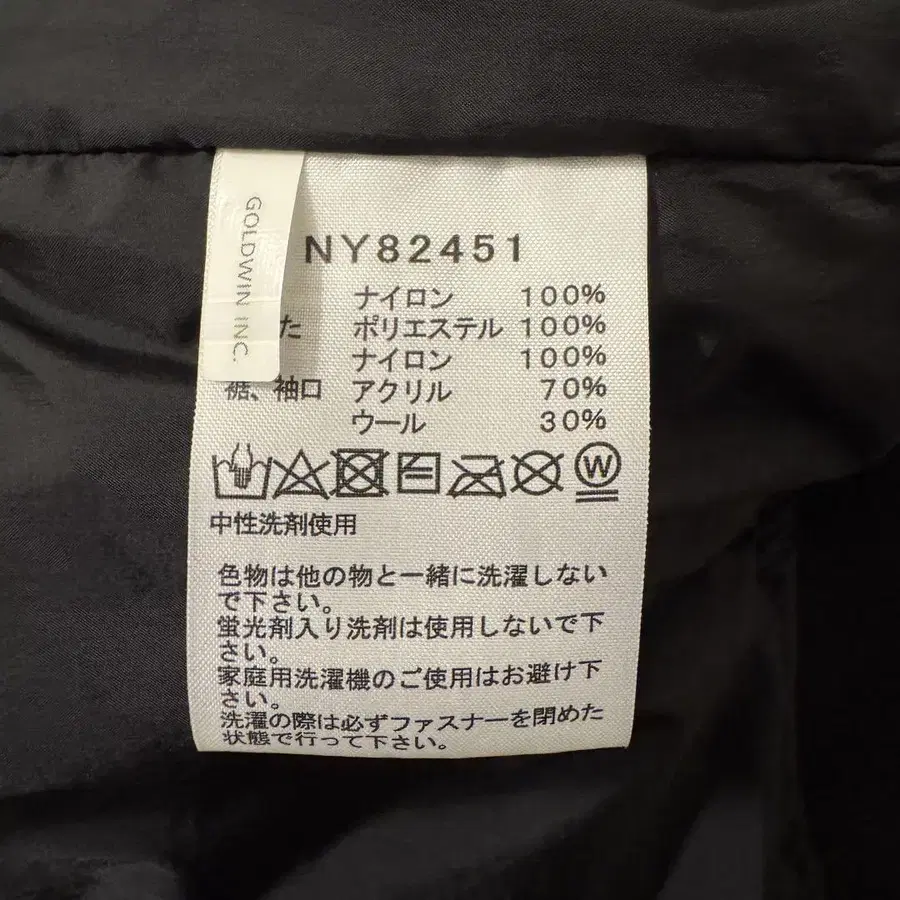 GOLDWIN INC.
NY82451
ナイロン 100%
た ポリエステル 100%
ナイロン 100%
裾、袖口 アクリル 70%
ウール 30%
W
中性洗剤使用
色物は他の物と一緒に洗濯しない
で下さい。
蛍光剤入り洗剤は使用しないで下
さい。
家庭用洗濯機のご使用はお避け下
さい。
洗濯の際は必ずファスナーを閉めた
状態で行って下さい。